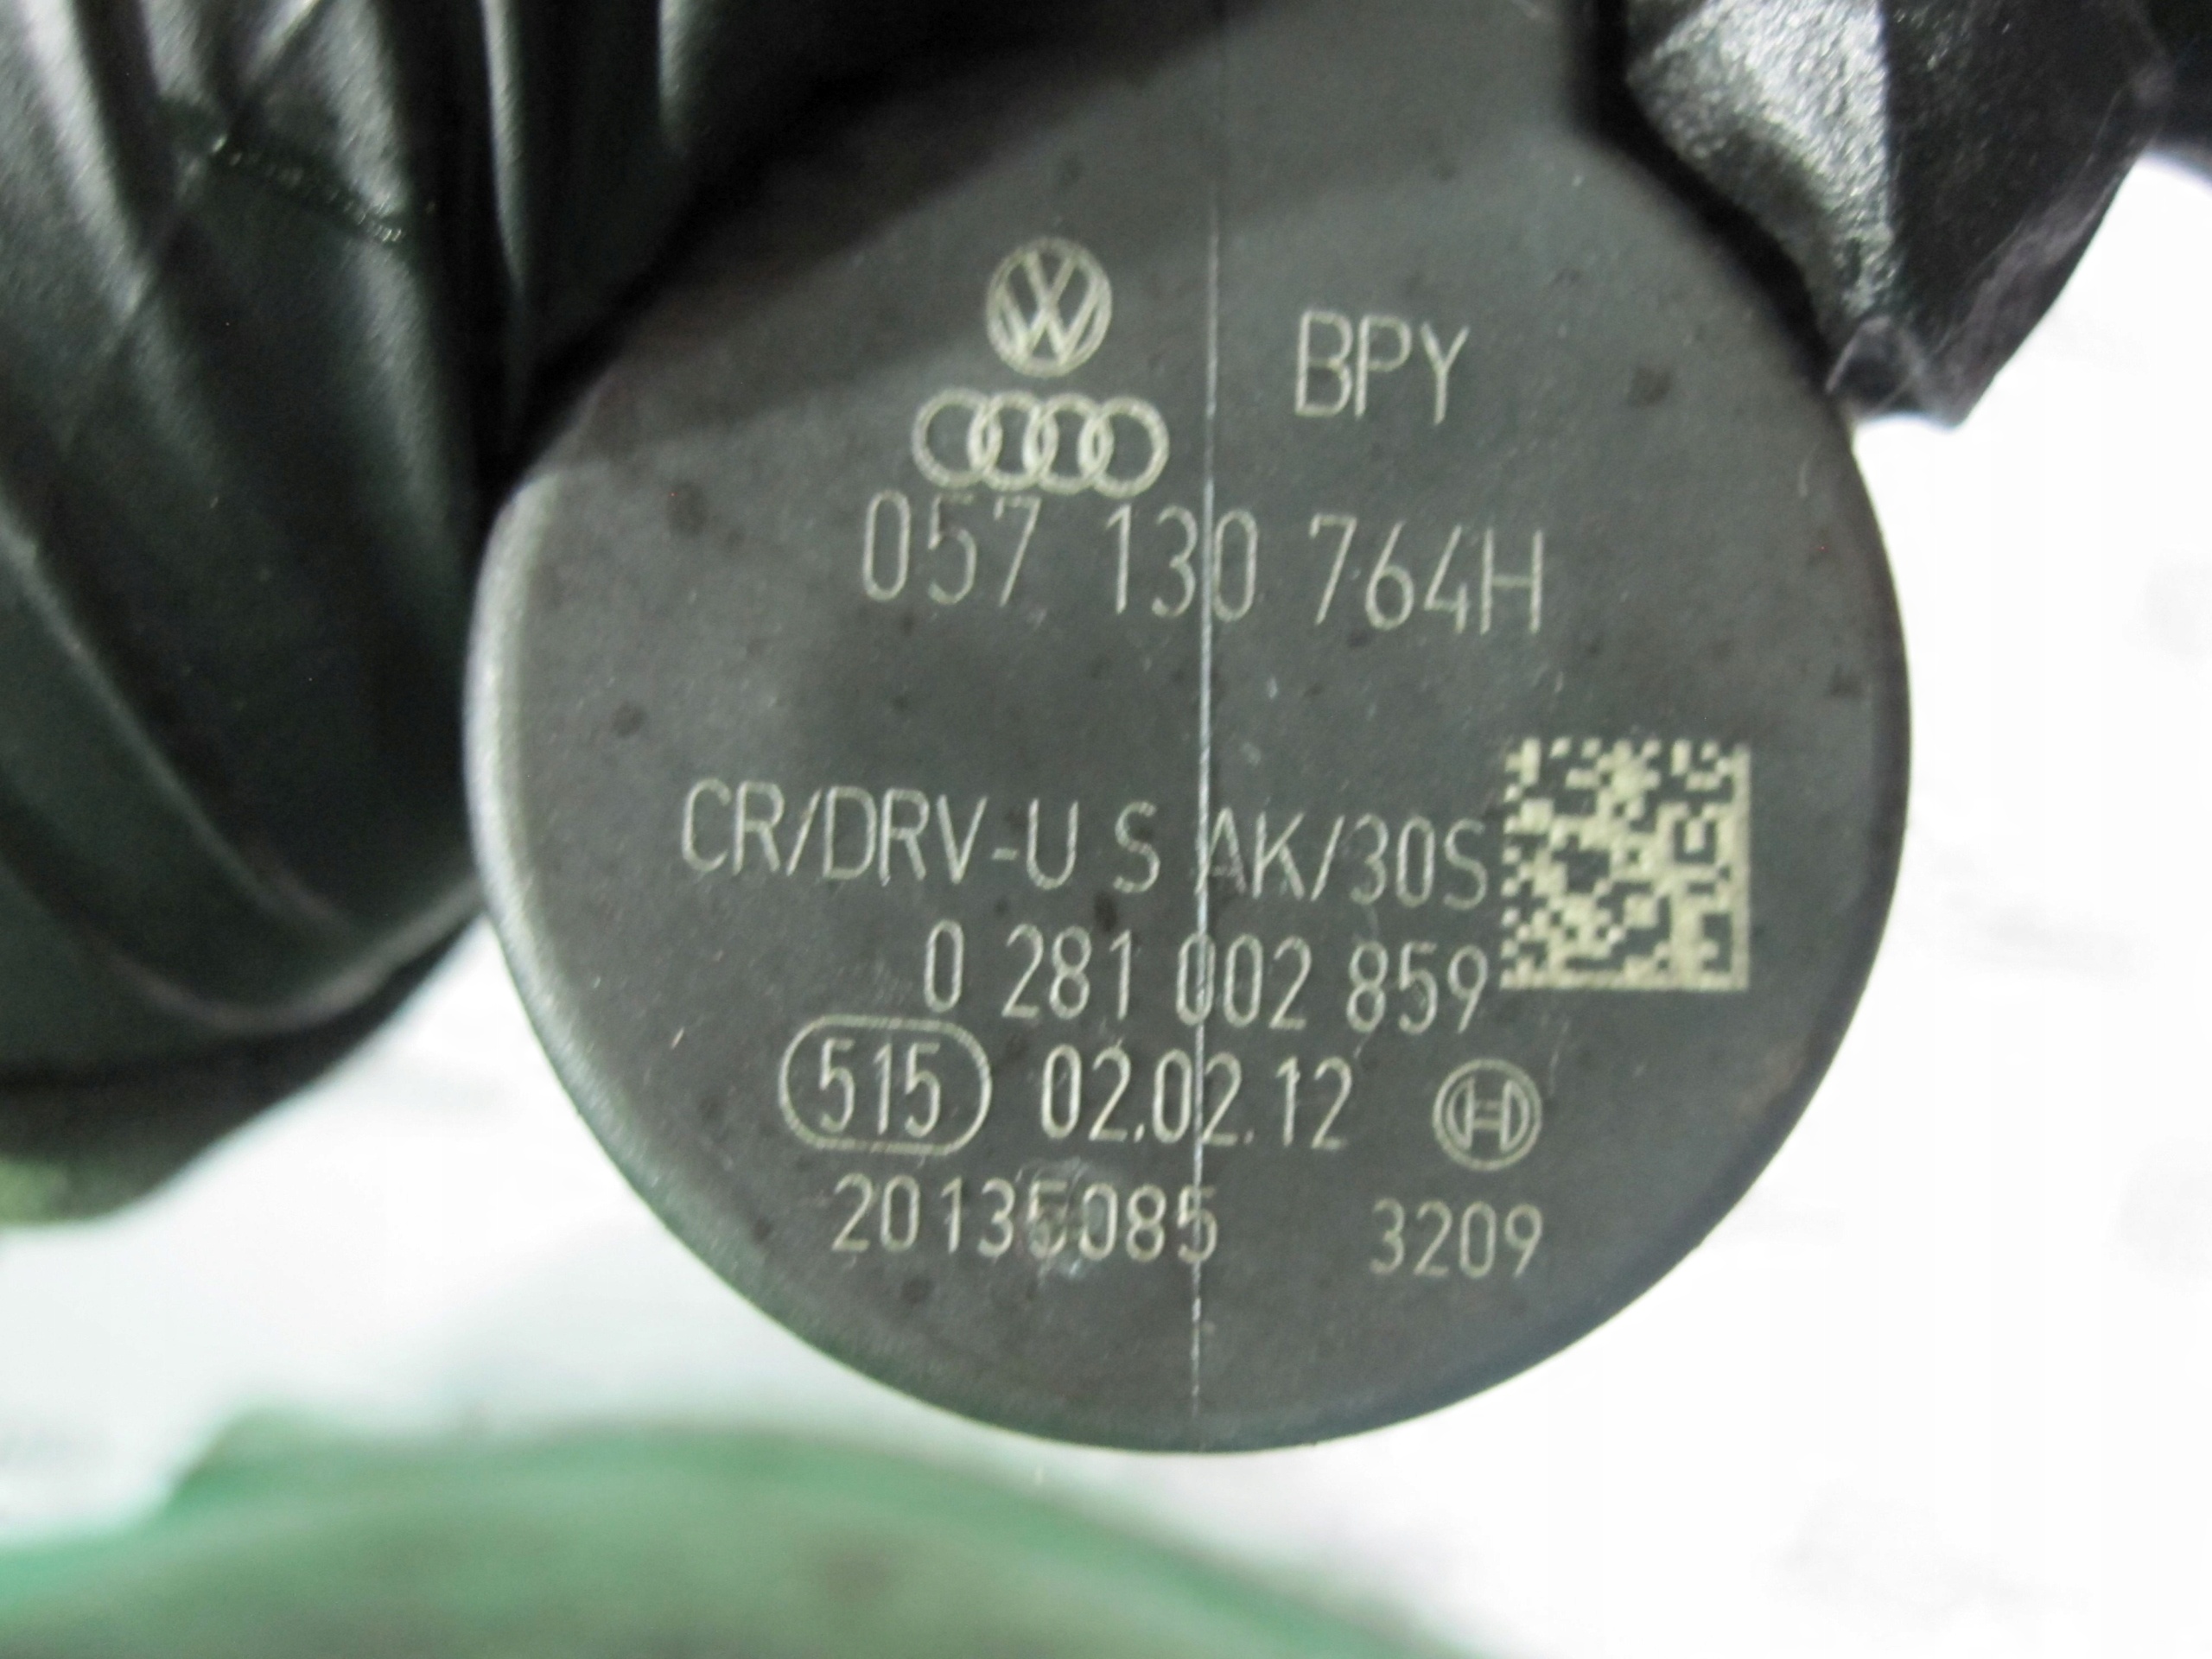 BPY
057 130 764H
CR/DRV-U S AK/30S
0 281 002 859
515 02.02.12
20135085 3209